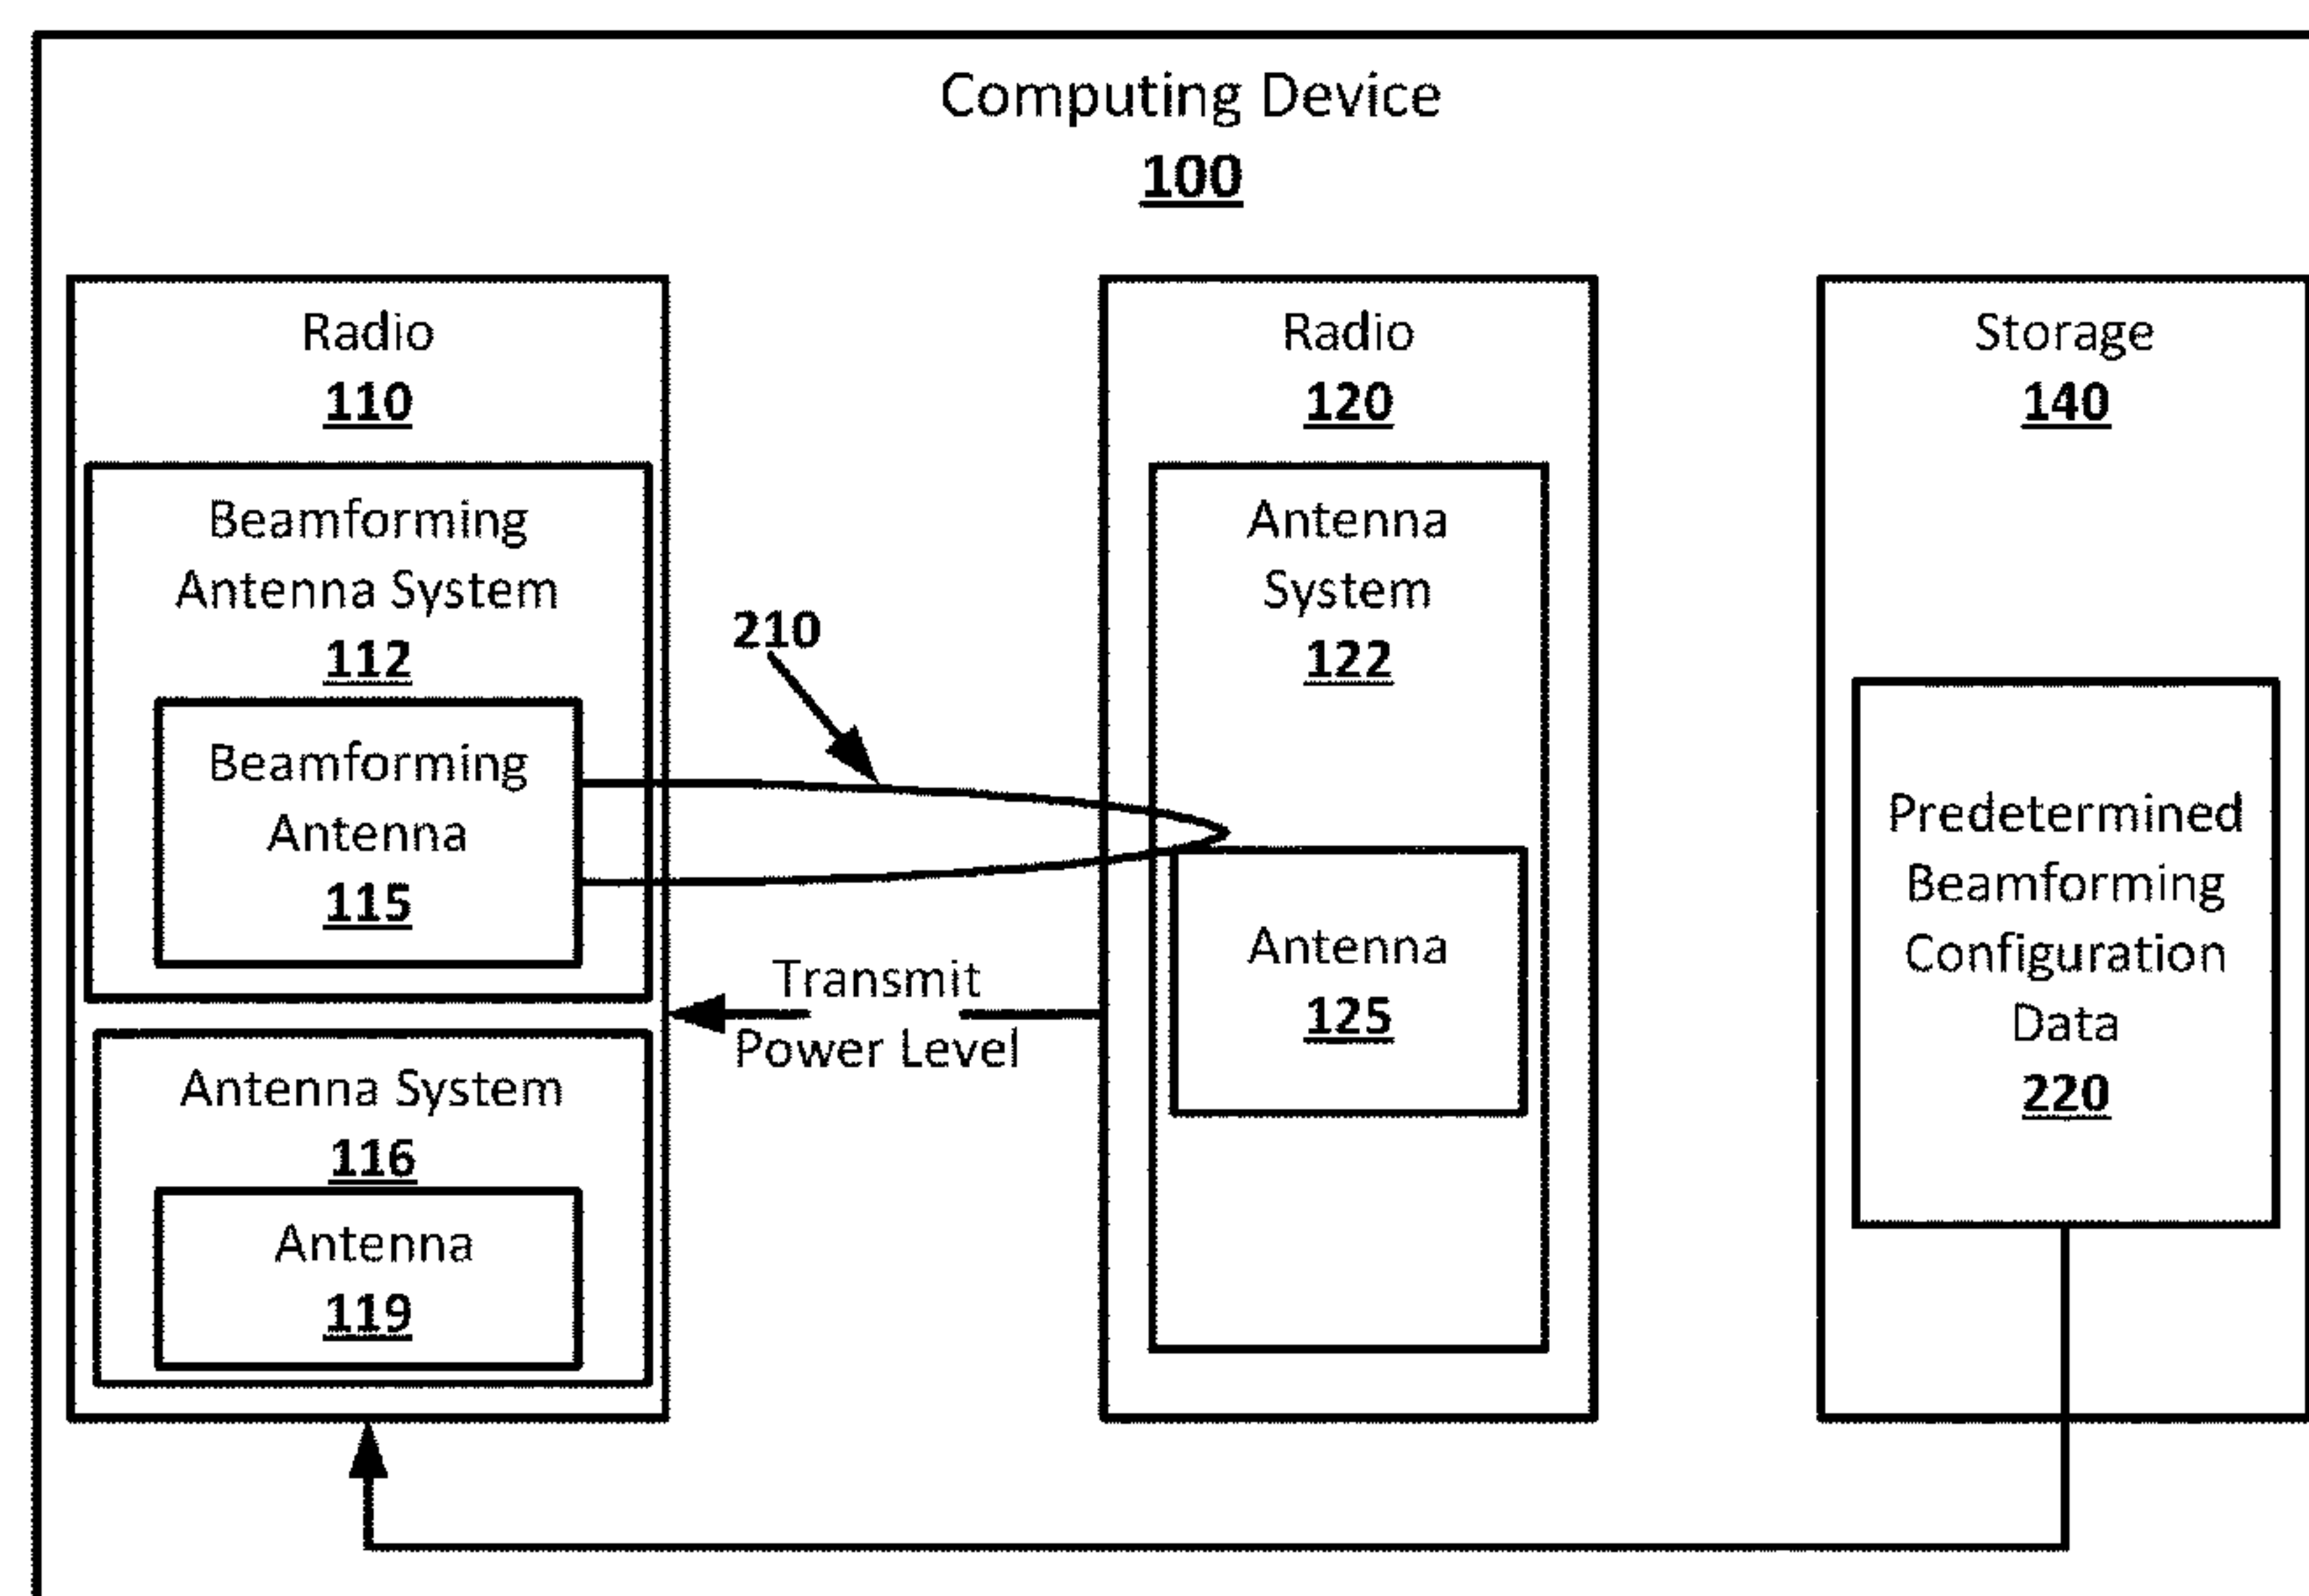 Computing Device
100
Radio
110
Beamforming
Antenna System
112
Beamforming
Antenna
115
Antenna System
116
Antenna
119
210
Transmit
Power Level
Radio
120
Antenna
System
122
Antenna
125
Storage
140
Predetermined
Beamforming
Configuration
Data
220